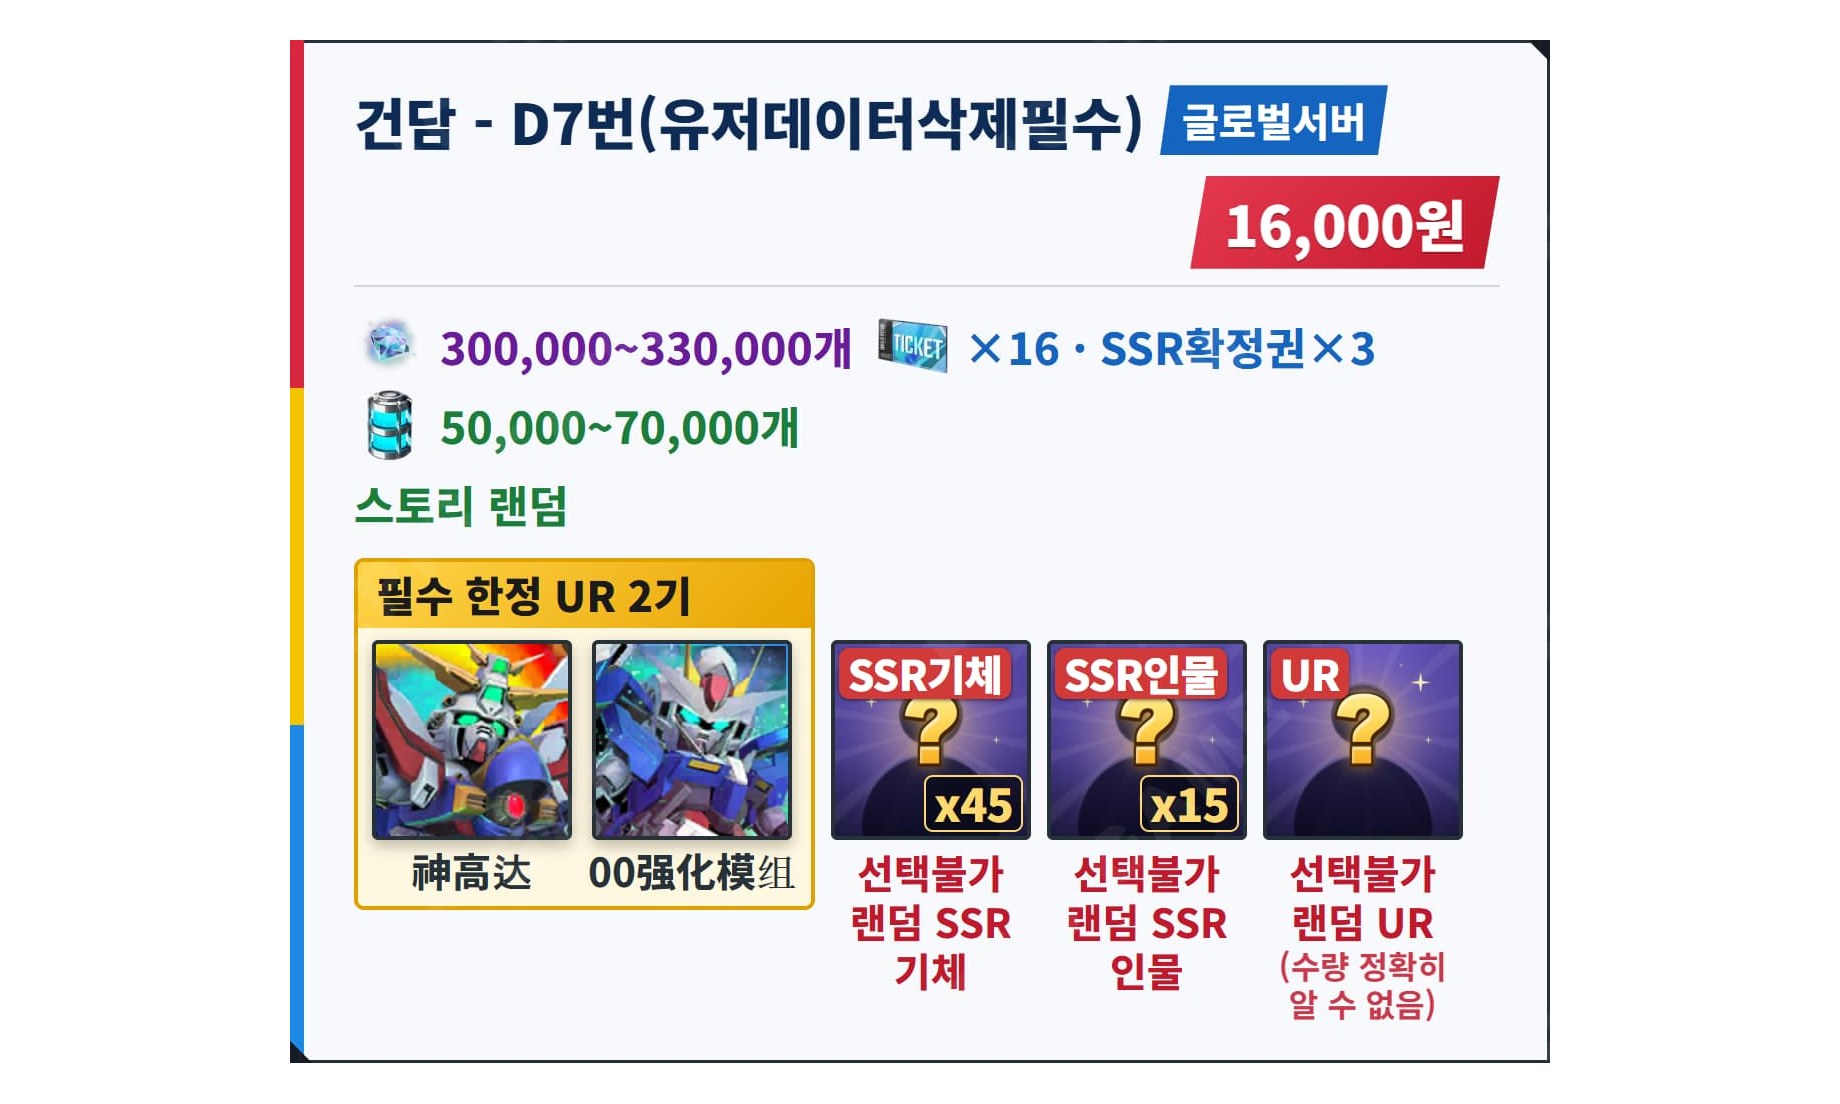 건담 - D7번(유저데이터삭제필수) 글로벌서버
16,000원
300,000~330,000개 TICKET ×16 · SSR확정권×3
50,000~70,000개
스토리 랜덤
필수 한정 UR 2기
SSR기체 SSR인물 UR
? ? ?
x45 x15
神高达 00强化模组
선택불가 랜덤 SSR 기체
선택불가 랜덤 SSR 인물
선택불가 랜덤 UR (수량 정확히 알 수 없음)